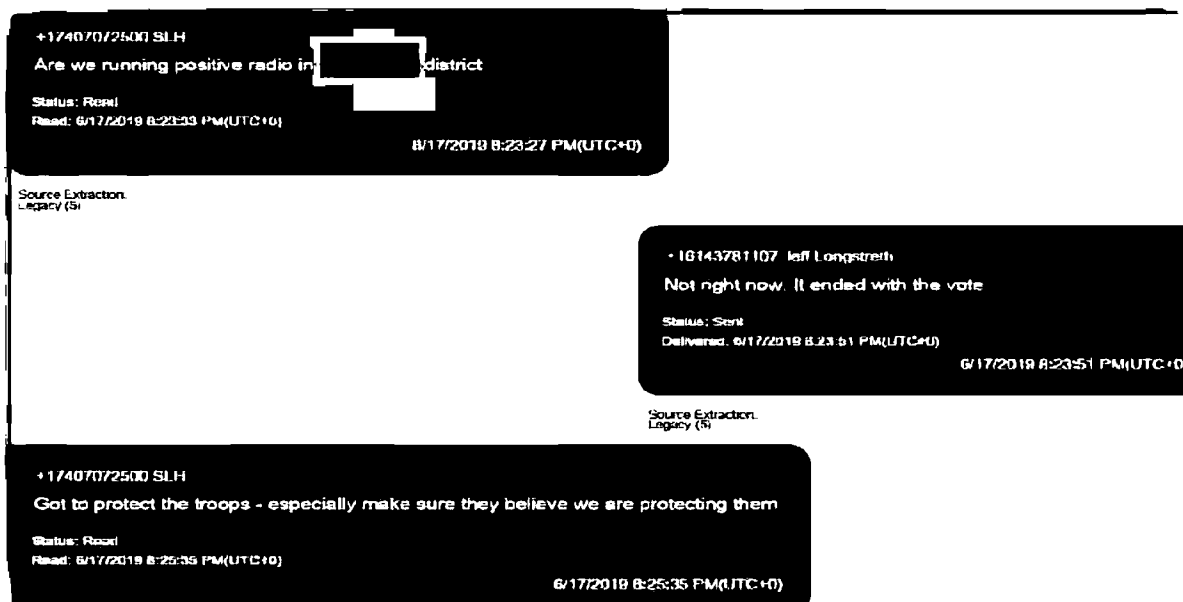 +17407072500 SLH
Are we running positive radio in district
Status: Read
Read: 6/17/2019 8:23:33 PM(UTC+0)
6/17/2019 8:23:27 PM(UTC+0)
Source Extraction:
Legacy (5)
+16143781107 Jeff Longstreth
Not right now. It ended with the vote
Status: Sent
Delivered: 6/17/2019 8:23:51 PM(UTC+0)
6/17/2019 8:23:51 PM(UTC+0
Source Extraction:
Legacy (5)
+17407072500 SLH
Got to protect the troops - especially make sure they believe we are protecting them
Status: Read
Read: 6/17/2019 8:25:35 PM(UTC+0)
6/17/2019 8:25:35 PM(UTC+0)